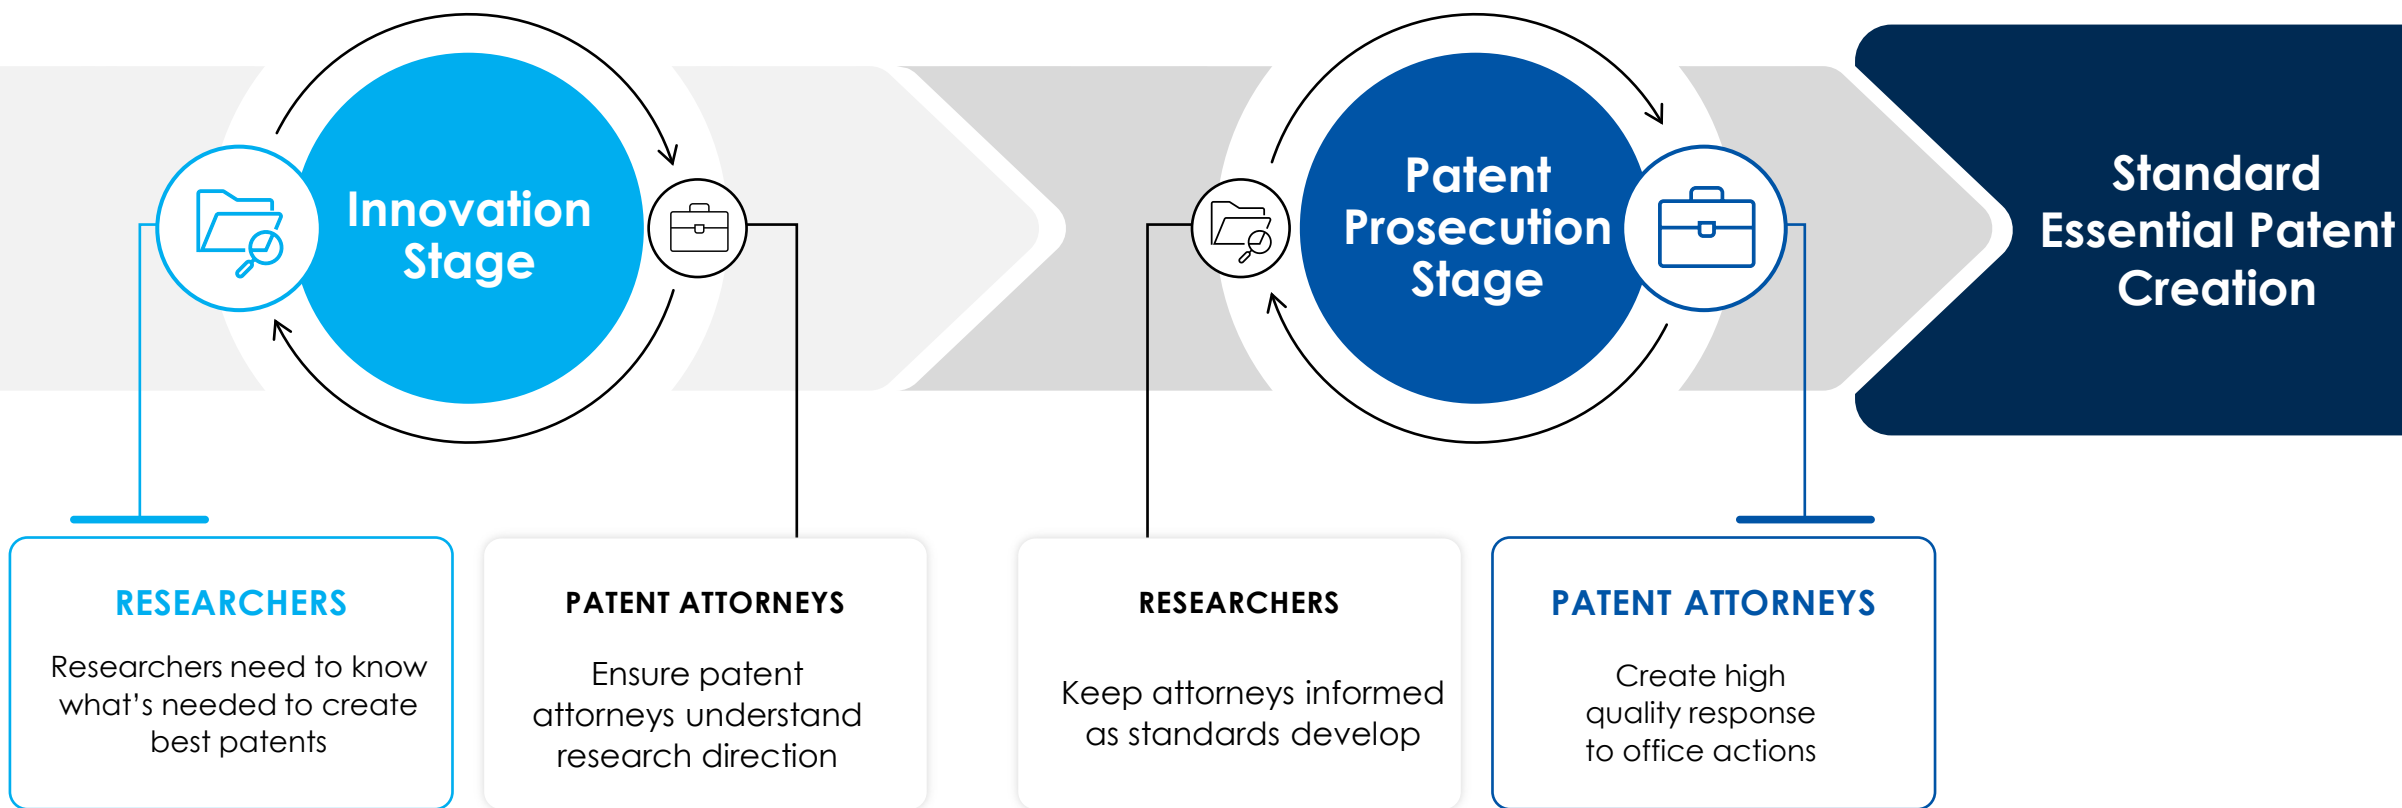 Innovation
Stage
Patent
Prosecution
Stage
Standard
Essential Patent
Creation
RESEARCHERS
Researchers need to know
what’s needed to create
best patents
PATENT ATTORNEYS
Ensure patent
attorneys understand
research direction
RESEARCHERS
Keep attorneys informed
as standards develop
PATENT ATTORNEYS
Create high
quality response
to office actions